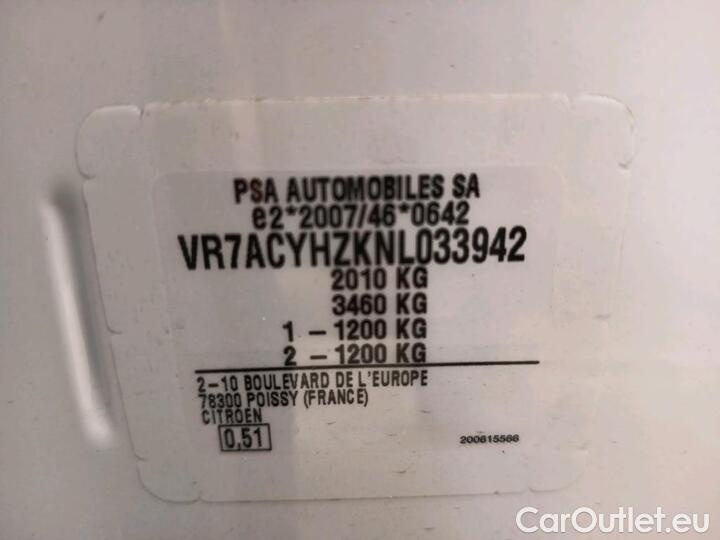 PSA AUTOMOBILES SA
e2*2007/46*0642
VR7ACYHZKNL033942
2010 KG
3460 KG
1 – 1200 KG
2 – 1200 KG
2–10 BOULEVARD DE L'EUROPE
78300 POISSY (FRANCE)
CITROEN
0,51
200615566
CarOutlet.eu